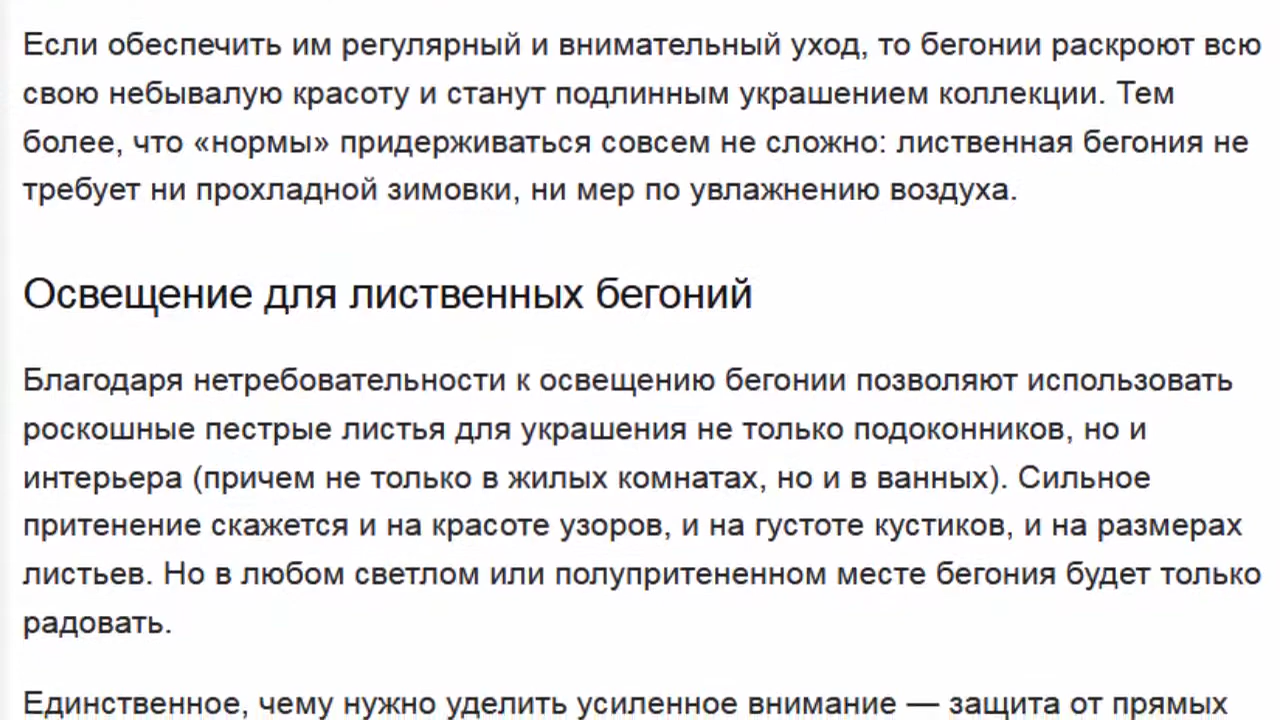 Если обеспечить им регулярный и внимательный уход, то бегонии раскроют всю
свою небывалую красоту и станут подлинным украшением коллекции. Тем
более, что «нормы» придерживаться совсем не сложно: лиственная бегония не
требует ни прохладной зимовки, ни мер по увлажнению воздуха.
Освещение для лиственных бегоний
Благодаря нетребовательности к освещению бегонии позволяют использовать
роскошные пестрые листья для украшения не только подоконников, но и
интерьера (причем не только в жилых комнатах, но и в ванных). Сильное
притенение скажется и на красоте узоров, и на густоте кустиков, и на размерах
листьев. Но в любом светлом или полупритененном месте бегония будет только
радовать.
Единственное, чему нужно уделить усиленное внимание — защита от прямых